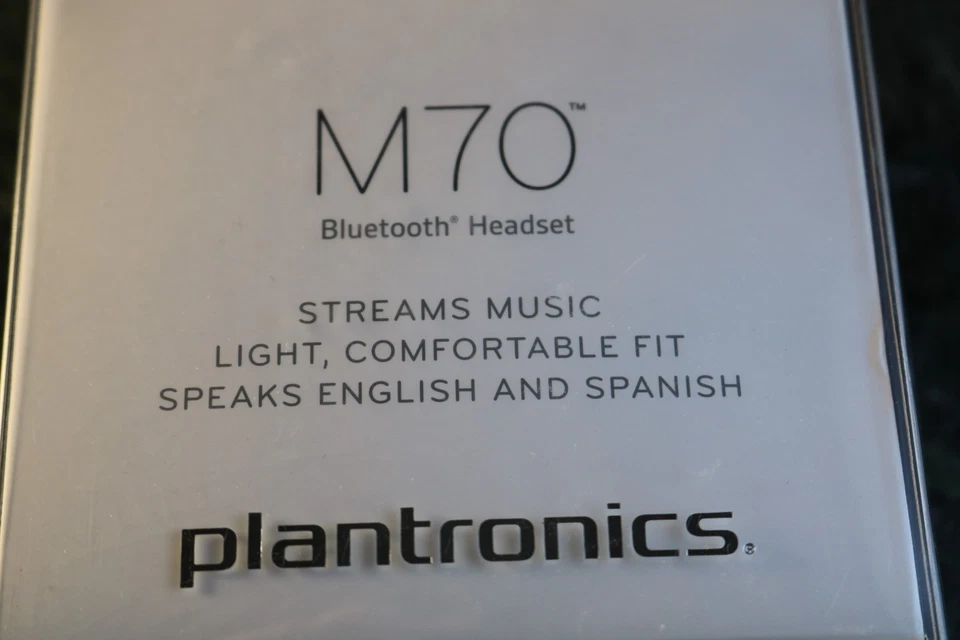 M70™
Bluetooth® Headset
STREAMS MUSIC
LIGHT, COMFORTABLE FIT
SPEAKS ENGLISH AND SPANISH
plantronics®